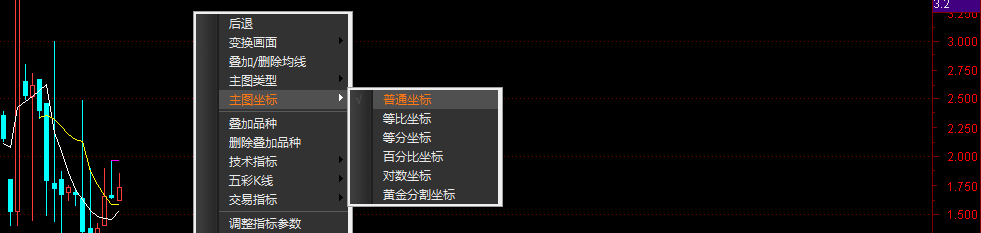 后退
变换画面
叠加/删除均线
主图类型
主图坐标
叠加品种
删除叠加品种
技术指标
五彩K线
交易指标
调整指标参数
普通坐标
等比坐标
等分坐标
百分比坐标
对数坐标
黄金分割坐标
3.2
3.250
3.000
2.750
2.500
2.250
2.000
1.750
1.500